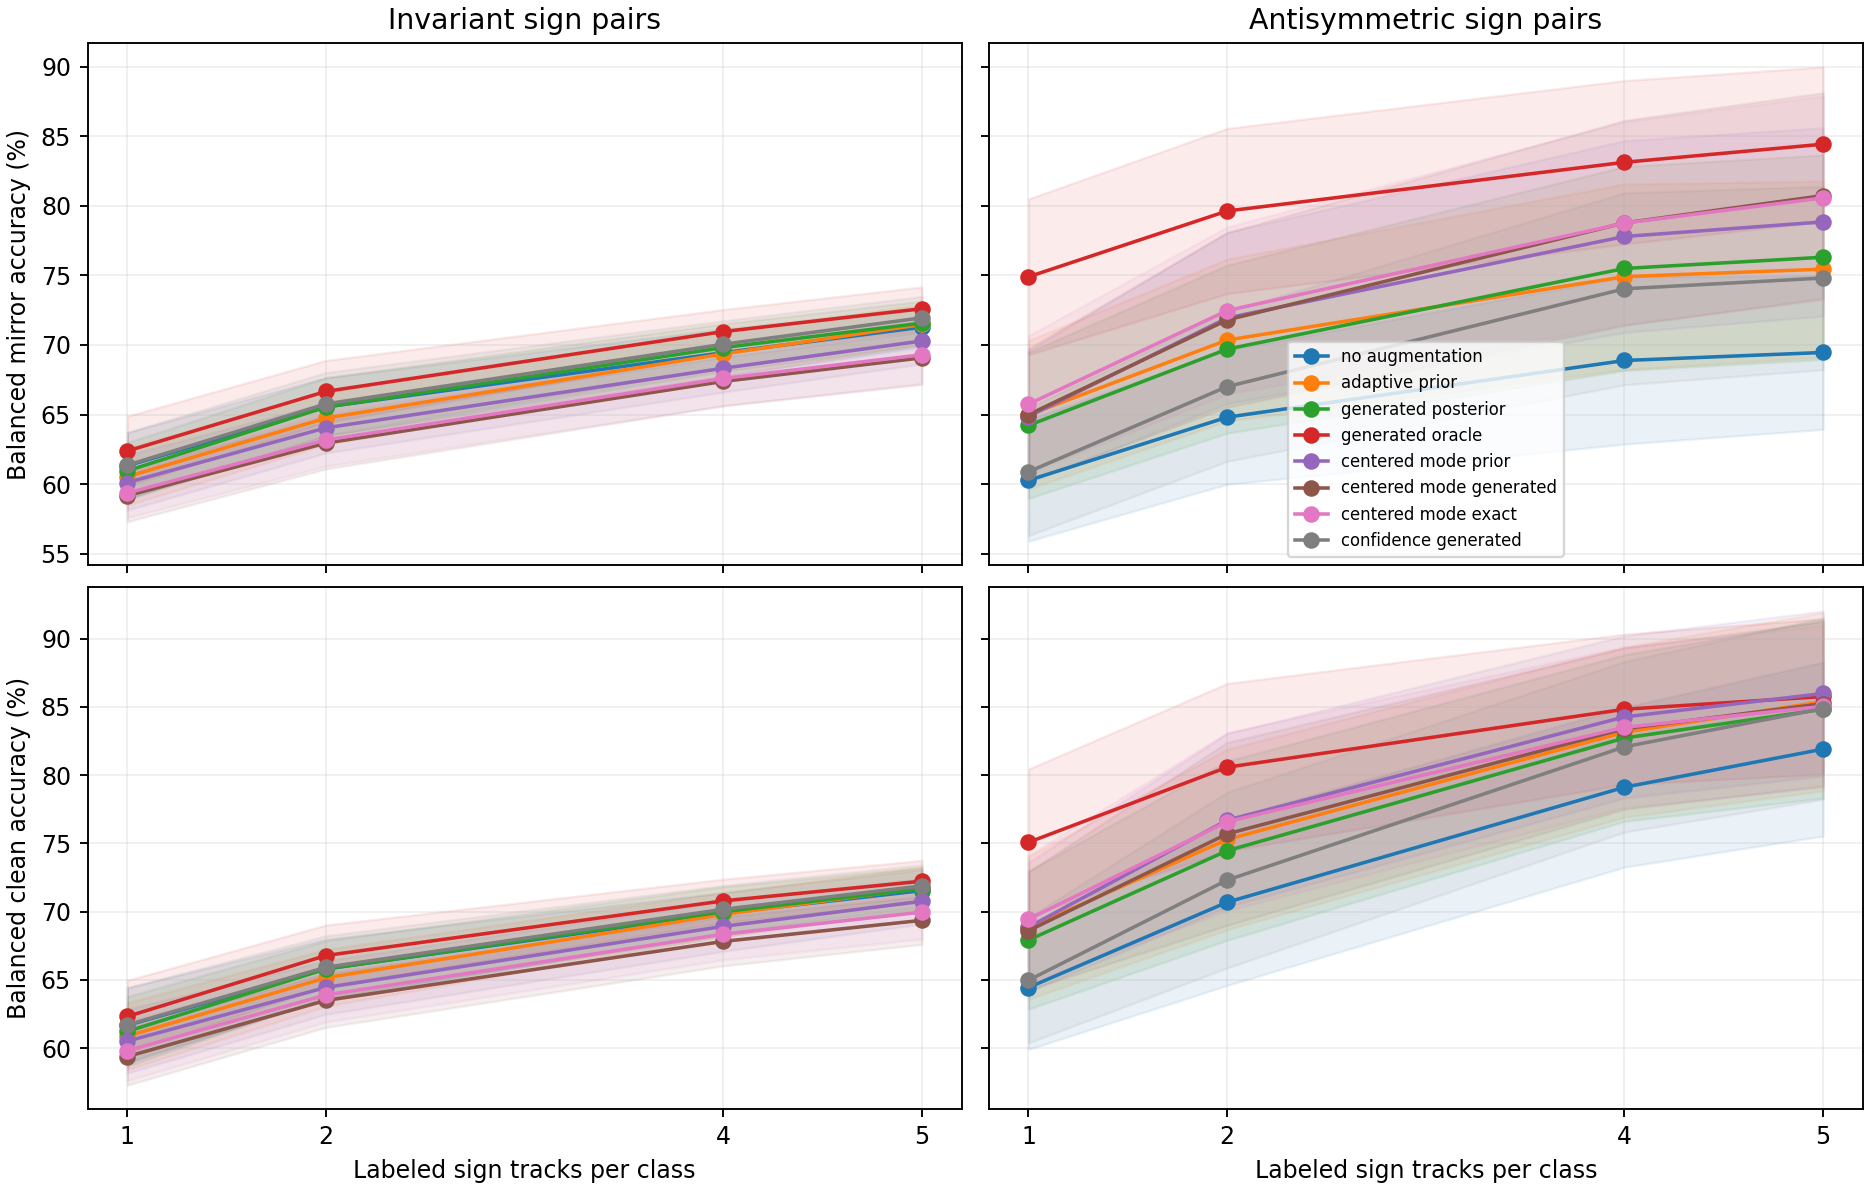 Invariant sign pairs
Antisymmetric sign pairs
Balanced mirror accuracy (%)
90
85
80
75
70
65
60
55
no augmentation
adaptive prior
generated posterior
generated oracle
centered mode prior
centered mode generated
centered mode exact
confidence generated
Balanced clean accuracy (%)
90
85
80
75
70
65
60
1 2 4 5
1 2 4 5
Labeled sign tracks per class
Labeled sign tracks per class